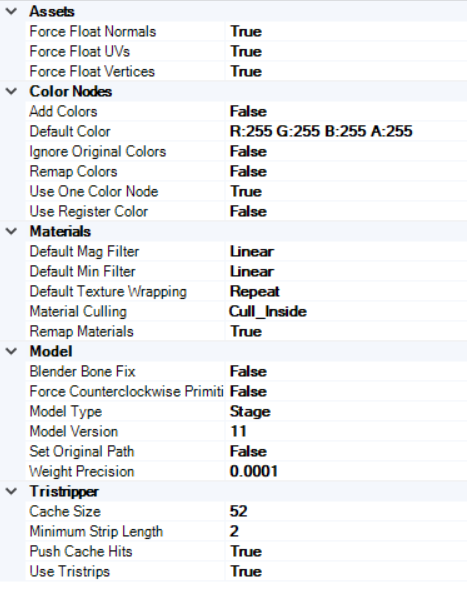 Assets
Force Float Normals True
Force Float UVs True
Force Float Vertices True
Color Nodes
Add Colors False
Default Color R:255 G:255 B:255 A:255
Ignore Original Colors False
Remap Colors False
Use One Color Node True
Use Register Color False
Materials
Default Mag Filter Linear
Default Min Filter Linear
Default Texture Wrapping Repeat
Material Culling Cull_Inside
Remap Materials True
Model
Blender Bone Fix False
Force Counterclockwise Primiti False
Model Type Stage
Model Version 11
Set Original Path False
Weight Precision 0.0001
Tristripper
Cache Size 52
Minimum Strip Length 2
Push Cache Hits True
Use Tristrips True